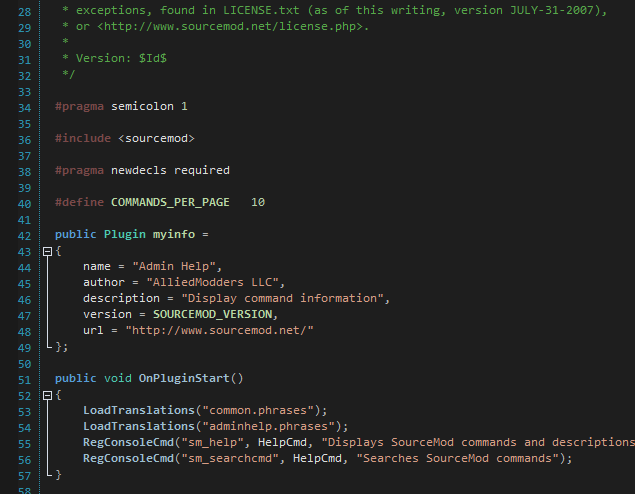 28 * exceptions, found in LICENSE.txt (as of this writing, version JULY-31-2007),
29 * or <http://www.sourcemod.net/license.php>.
30 *
31 * Version: $Id$
32 */
33
34 #pragma semicolon 1
35
36 #include <sourcemod>
37
38 #pragma newdecls required
39
40 #define COMMANDS_PER_PAGE   10
41
42 public Plugin myinfo =
43 {
44     name = "Admin Help",
45     author = "AlliedModders LLC",
46     description = "Display command information",
47     version = SOURCEMOD_VERSION,
48     url = "http://www.sourcemod.net/"
49 };
50
51 public void OnPluginStart()
52 {
53     LoadTranslations("common.phrases");
54     LoadTranslations("adminhelp.phrases");
55     RegConsoleCmd("sm_help", HelpCmd, "Displays SourceMod commands and descriptions
56     RegConsoleCmd("sm_searchcmd", HelpCmd, "Searches SourceMod commands");
57 }
58